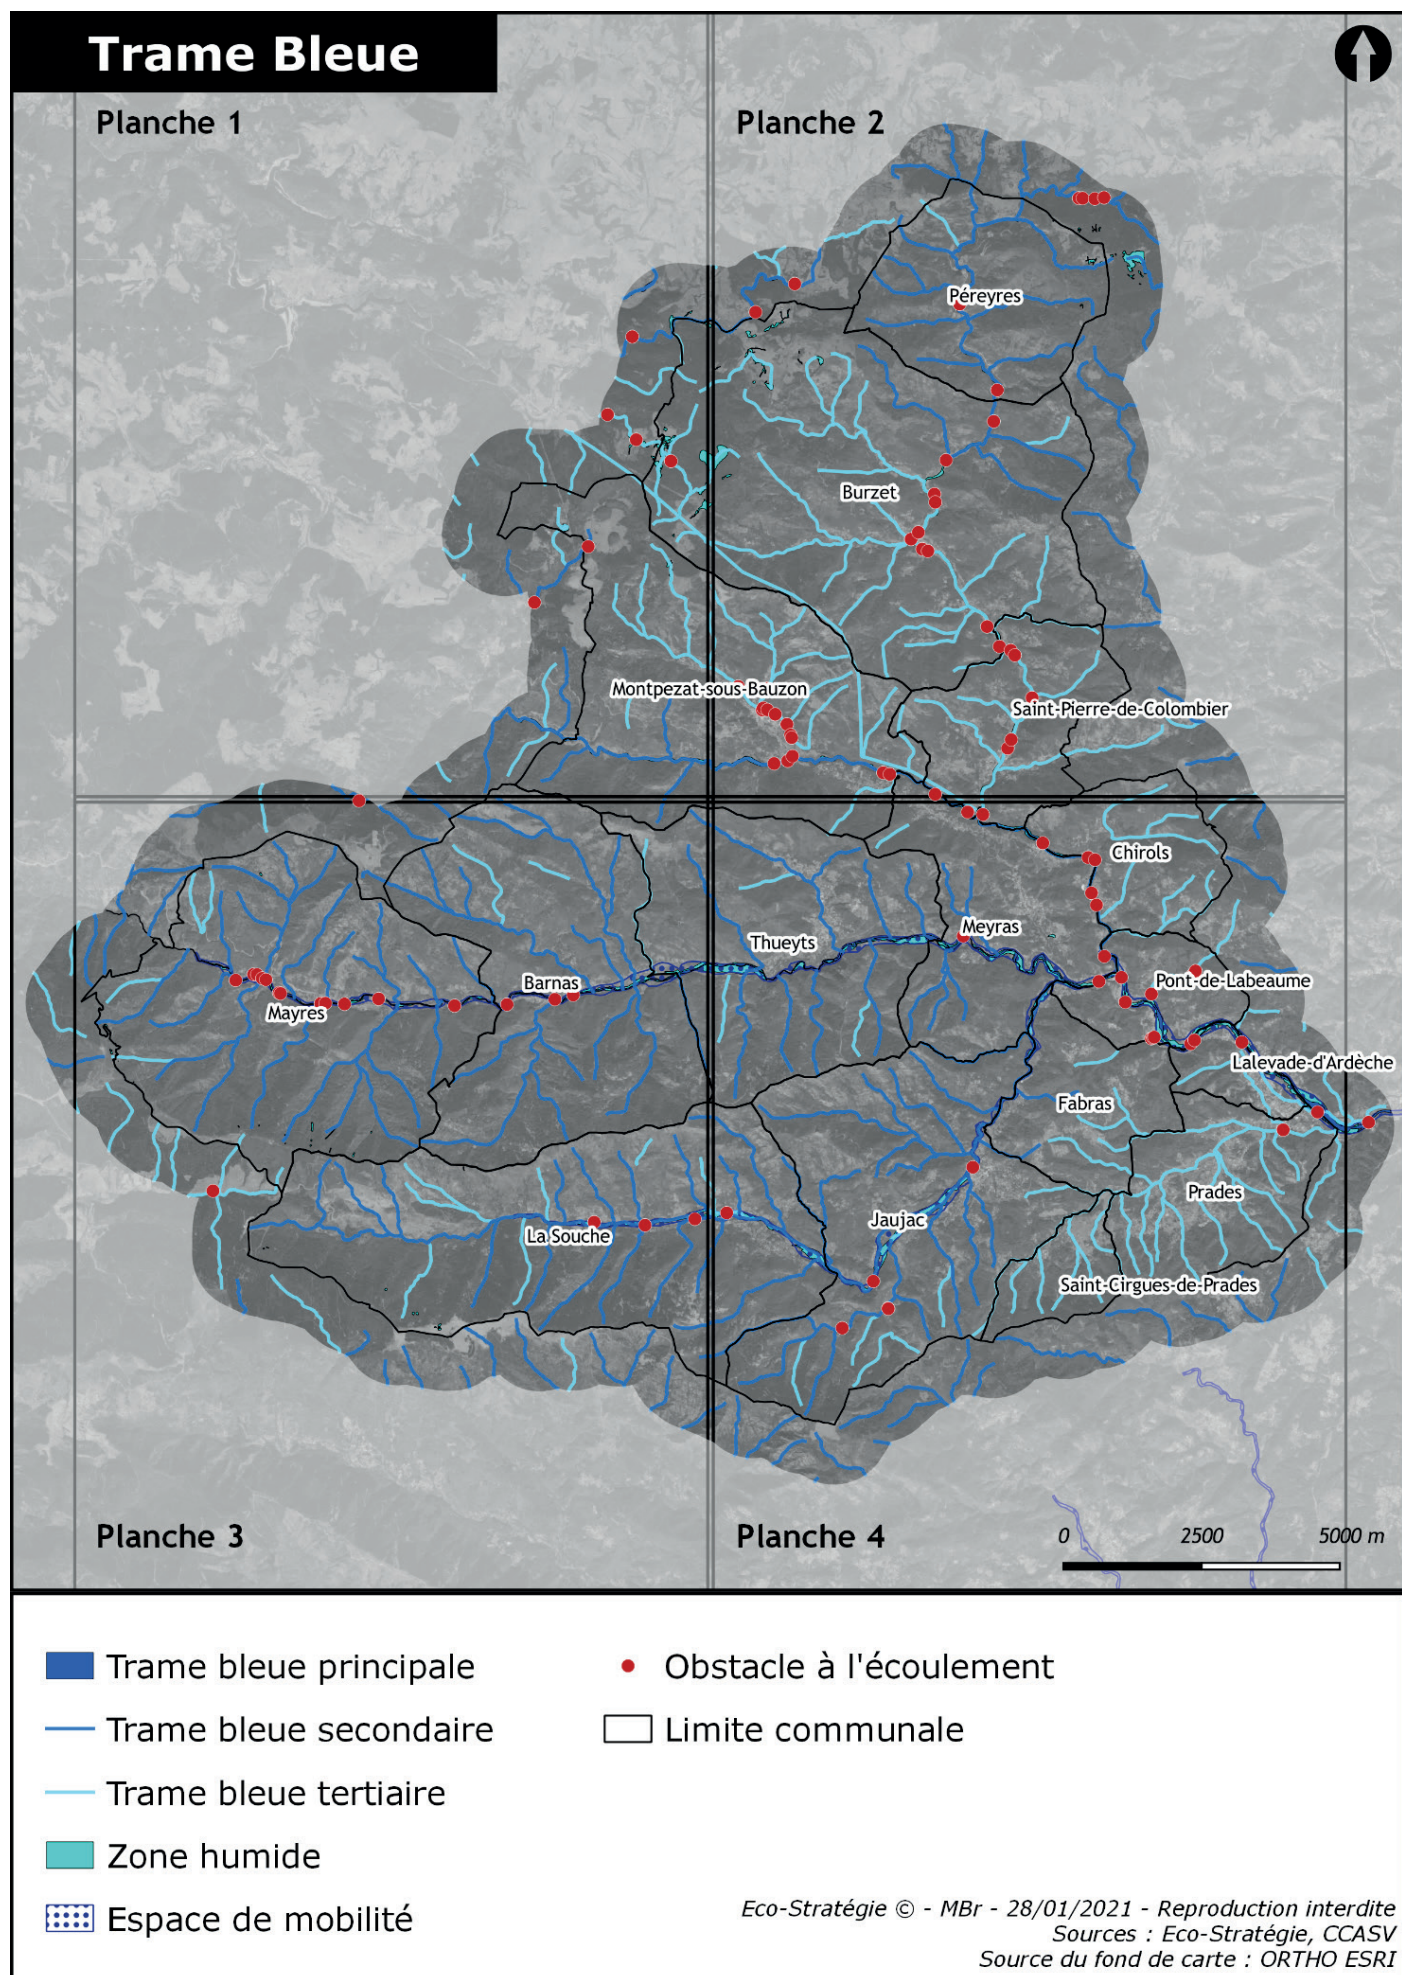 Trame Bleue
Planche 1
Planche 2
Péreyres
Burzet
Montpezat-sous-Bauzon
Saint-Pierre-de-Colombier
Chirols
Meyras
Thueyts
Barnas
Pont-de-Labeaume
Mayres
Lalevade-d'Ardèche
Fabras
Prades
Jaujac
La Souche
Saint-Cirgues-de-Prades
Planche 3
Planche 4
0 2500 5000 m
Trame bleue principale
Trame bleue secondaire
Trame bleue tertiaire
Zone humide
Espace de mobilité
Obstacle à l'écoulement
Limite communale
Eco-Stratégie © - MBr - 28/01/2021 - Reproduction interdite
Sources : Eco-Stratégie, CCASV
Source du fond de carte : ORTHO ESRI